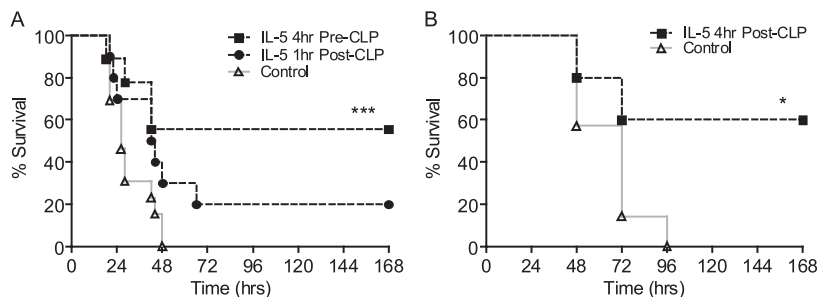 A
IL-5 4hr Pre-CLP
IL-5 1hr Post-CLP
Control
***
% Survival
100
80
60
40
20
0
0 24 48 72 96 120 144 168
Time (hrs)
B
IL-5 4hr Post-CLP
Control
*
% Survival
100
80
60
40
20
0
0 24 48 72 96 120 144 168
Time (hrs)